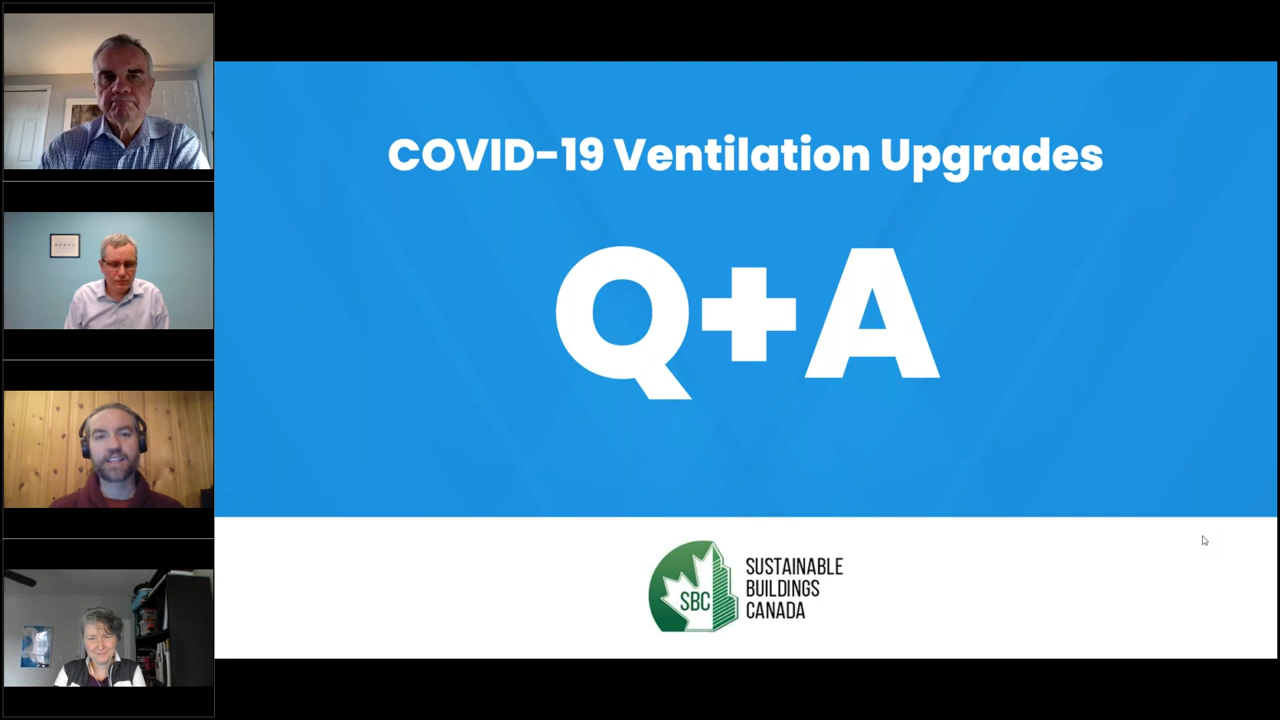 COVID-19 Ventilation Upgrades
Q+A
SBC
SUSTAINABLE
BUILDINGS
CANADA